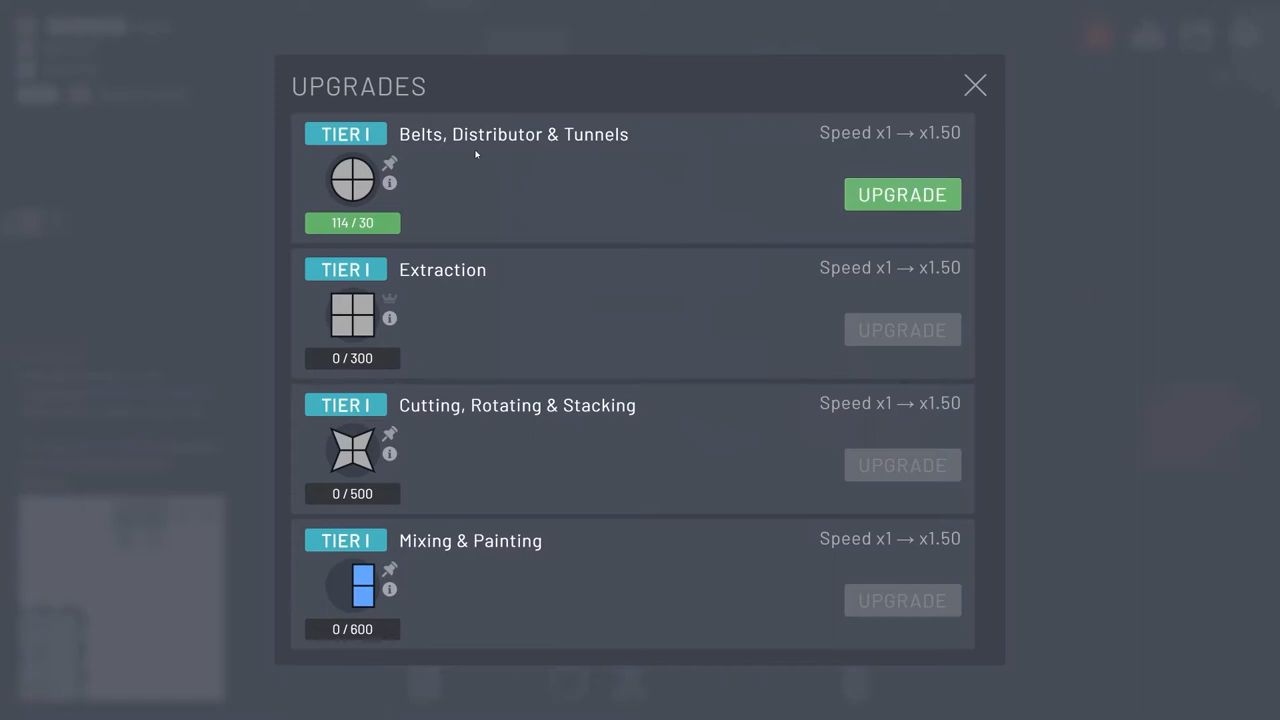 UPGRADES
TIER I Belts, Distributor & Tunnels Speed x1 → x1.50
114 / 30
UPGRADE
TIER I Extraction Speed x1 → x1.50
0 / 300
UPGRADE
TIER I Cutting, Rotating & Stacking Speed x1 → x1.50
0 / 500
UPGRADE
TIER I Mixing & Painting Speed x1 → x1.50
0 / 600
UPGRADE